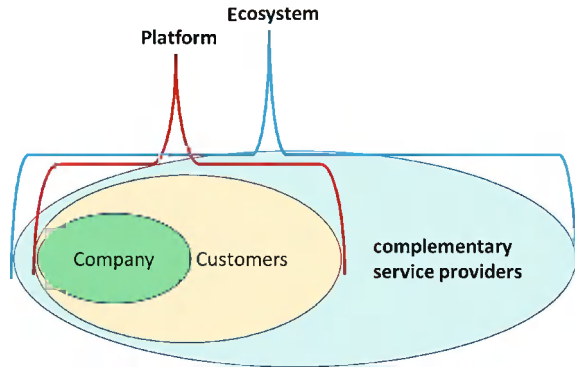 Ecosystem
Platform
Company
Customers
complementary
service providers